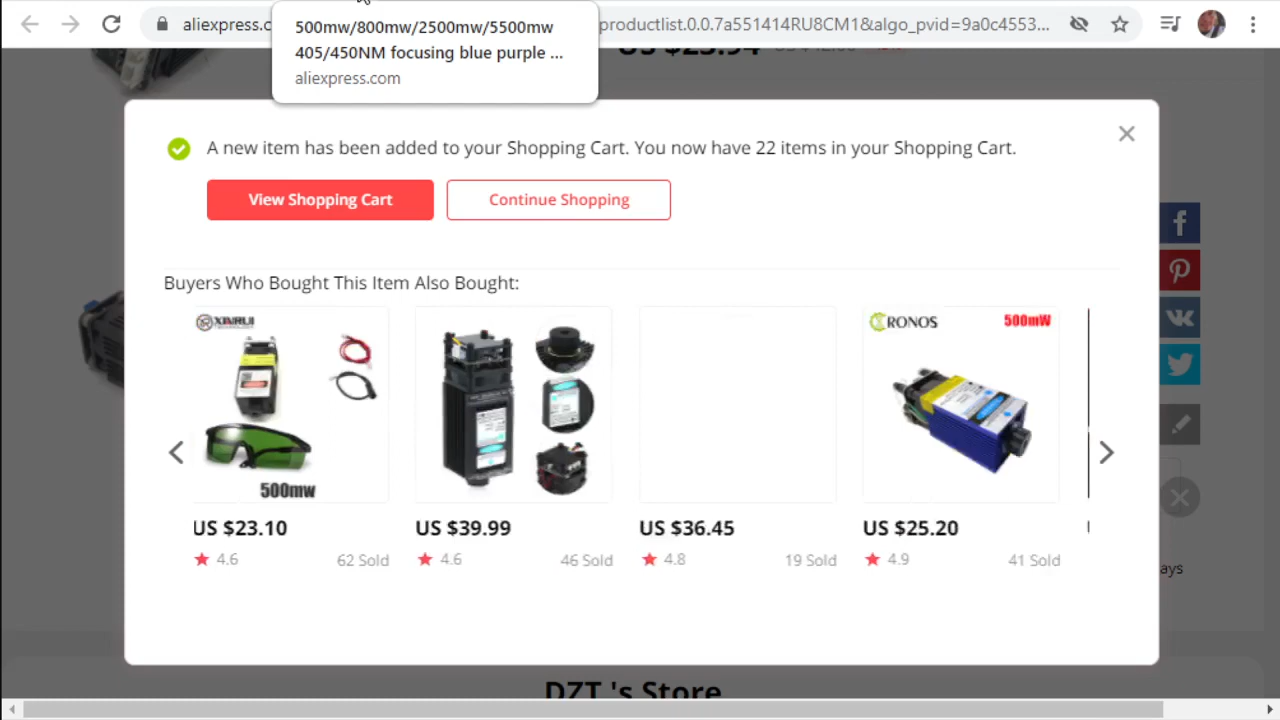 aliexpress.c
productlist.0.0.7a551414RU8CM1&algo_pvid=9a0c4553...
500mw/800mw/2500mw/5500mw
405/450NM focusing blue purple ...
aliexpress.com
A new item has been added to your Shopping Cart. You now have 22 items in your Shopping Cart.
View Shopping Cart
Continue Shopping
Buyers Who Bought This Item Also Bought:
XINRUI
500mw
CRONOS
500mW
US $23.10
US $39.99
US $36.45
US $25.20
4.6
62 Sold
4.6
46 Sold
4.8
19 Sold
4.9
41 Sold
ays
DZT 's Store